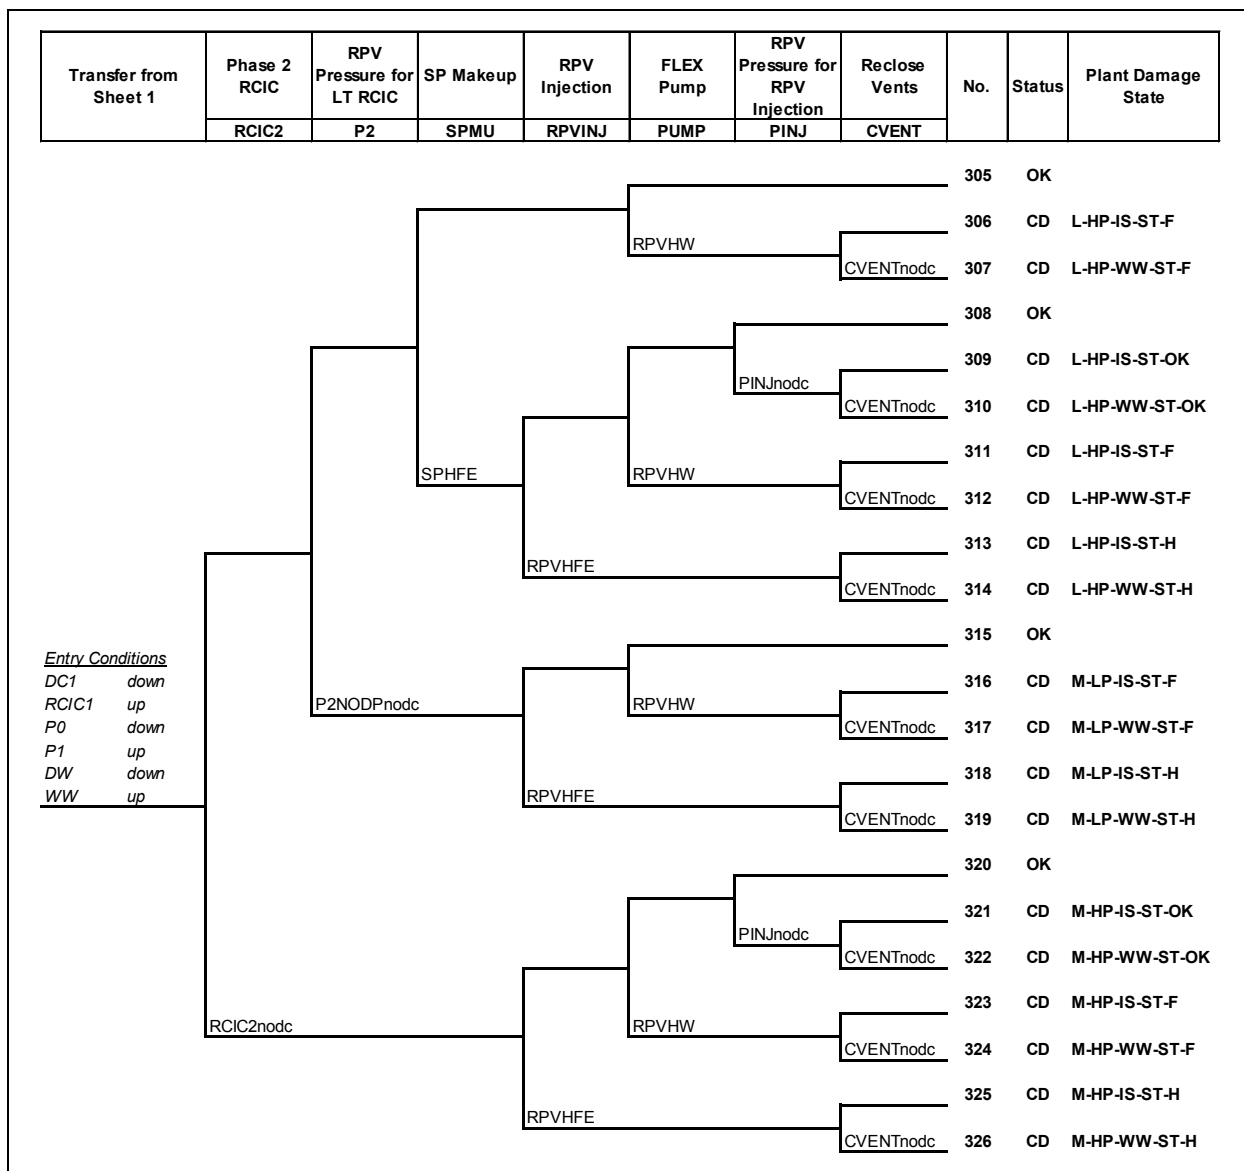 Transfer from Sheet 1
Phase 2 RCIC
RPV Pressure for LT RCIC
SP Makeup
RPV Injection
FLEX Pump
RPV Pressure for RPV Injection
Reclose Vents
No.
Status
Plant Damage State
RCIC2 P2 SPMU RPVINJ PUMP PINJ CVENT
305 OK
306 CD L-HP-IS-ST-F
RPVHW
CVENTnodc 307 CD L-HP-WW-ST-F
308 OK
309 CD L-HP-IS-ST-OK
PINJnodc
CVENTnodc 310 CD L-HP-WW-ST-OK
311 CD L-HP-IS-ST-F
SPHFE RPVHW
CVENTnodc 312 CD L-HP-WW-ST-F
313 CD L-HP-IS-ST-H
RPVHFE
CVENTnodc 314 CD L-HP-WW-ST-H
315 OK
Entry Conditions
DC1 down
316 CD M-LP-IS-ST-F
RCIC1 up
P2NODPnodc RPVHW
P0 down
CVENTnodc 317 CD M-LP-WW-ST-F
P1 up
DW down
318 CD M-LP-IS-ST-H
WW up
RPVHFE
CVENTnodc 319 CD M-LP-WW-ST-H
320 OK
321 CD M-HP-IS-ST-OK
PINJnodc
CVENTnodc 322 CD M-HP-WW-ST-OK
323 CD M-HP-IS-ST-F
RCIC2nodc RPVHW
CVENTnodc 324 CD M-HP-WW-ST-F
325 CD M-HP-IS-ST-H
RPVHFE
CVENTnodc 326 CD M-HP-WW-ST-H